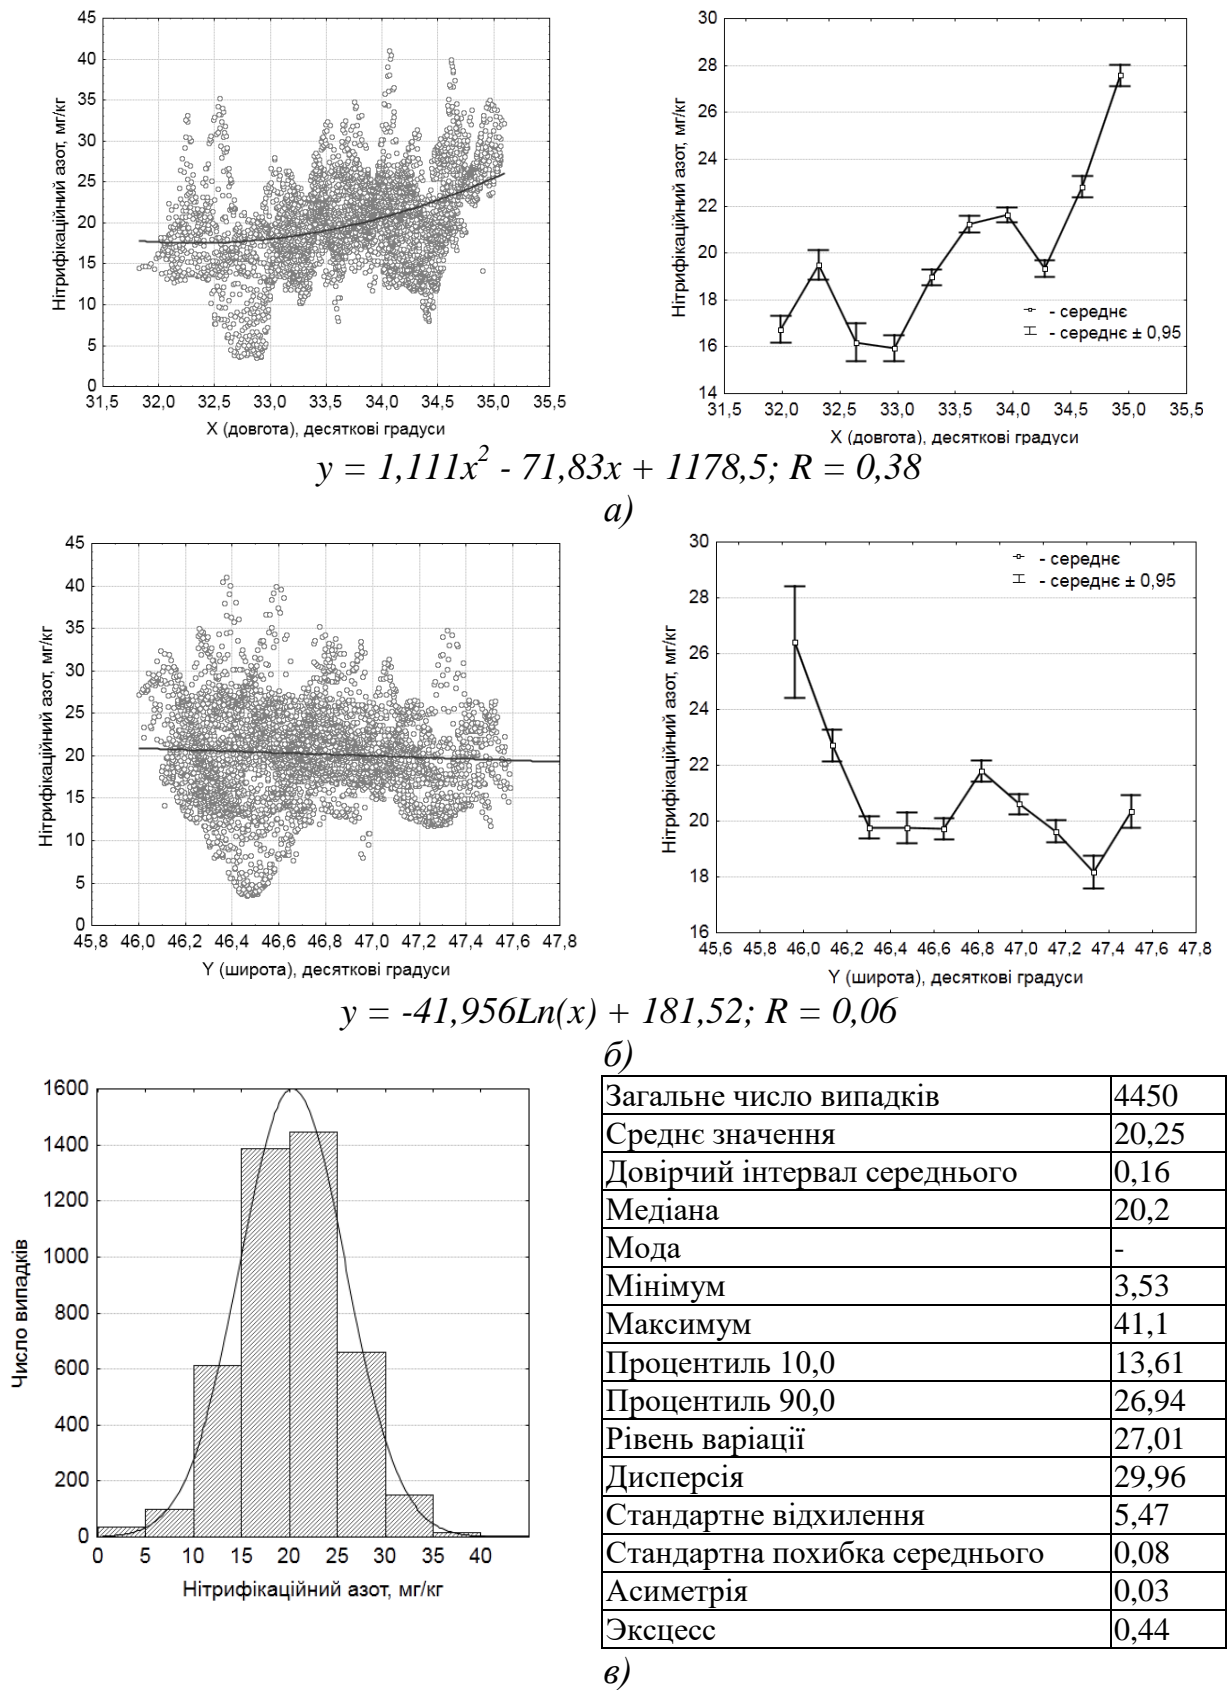 45
40
35
30
25
20
15
10
5
0
Нітрифікаційний азот, мг/кг
31,5 32,0 32,5 33,0 33,5 34,0 34,5 35,0 35,5
X (довгота), десяткові градуси
30
28
26
24
22
20
18
16
14
Нітрифікаційний азот, мг/кг
- середнє
- середнє ± 0,95
31,5 32,0 32,5 33,0 33,5 34,0 34,5 35,0 35,5
X (довгота), десяткові градуси
y = 1,111x² - 71,83x + 1178,5; R = 0,38
а)
45
40
35
30
25
20
15
10
5
0
Нітрифікаційний азот, мг/кг
45,8 46,0 46,2 46,4 46,6 46,8 47,0 47,2 47,4 47,6 47,8
Y (широта), десяткові градуси
30
28
26
24
22
20
18
16
Нітрифікаційний азот, мг/кг
- середнє
- середнє ± 0,95
45,6 45,8 46,0 46,2 46,4 46,6 46,8 47,0 47,2 47,4 47,6 47,8
Y (широта), десяткові градуси
y = -41,956Ln(x) + 181,52; R = 0,06
б)
1600
1400
1200
1000
800
600
400
200
0
Число випадків
0 5 10 15 20 25 30 35 40
Нітрифікаційний азот, мг/кг
Загальне число випадків 4450
Среднє значення 20,25
Довірчий інтервал середнього 0,16
Медіана 20,2
Мода -
Мінімум 3,53
Максимум 41,1
Процентиль 10,0 13,61
Процентиль 90,0 26,94
Рівень варіації 27,01
Дисперсія 29,96
Стандартне відхилення 5,47
Стандартна похибка середнього 0,08
Асиметрія 0,03
Эксцесс 0,44
в)